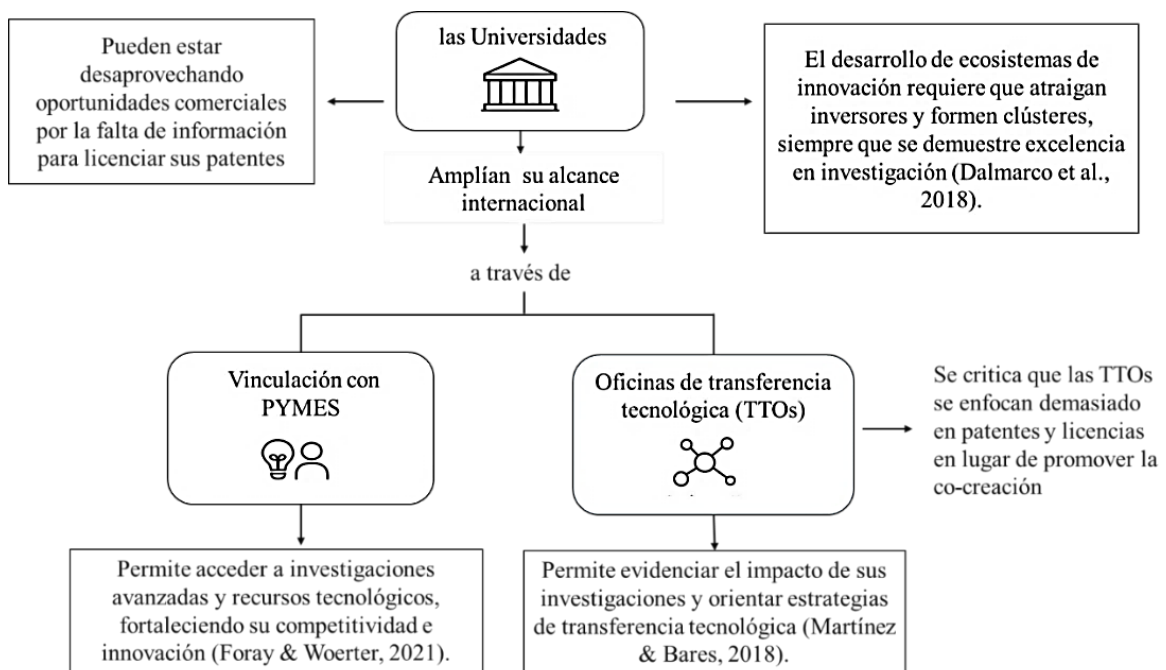 las Universidades
Pueden estar
desaprovechando
oportunidades comerciales
por la falta de información
para licenciar sus patentes
El desarrollo de ecosistemas de
innovación requiere que atraigan
inversores y formen clústeres,
siempre que se demuestre excelencia
en investigación (Dalmarco et al.,
2018).
Amplían su alcance
internacional
a través de
Vinculación con
PYMES
Oficinas de transferencia
tecnológica (TTOs)
Se critica que las TTOs
se enfocan demasiado
en patentes y licencias
en lugar de promover la
co-creación
Permite acceder a investigaciones
avanzadas y recursos tecnológicos,
fortaleciendo su competitividad e
innovación (Foray & Woerter, 2021).
Permite evidenciar el impacto de sus
investigaciones y orientar estrategias
de transferencia tecnológica (Martínez
& Bares, 2018).